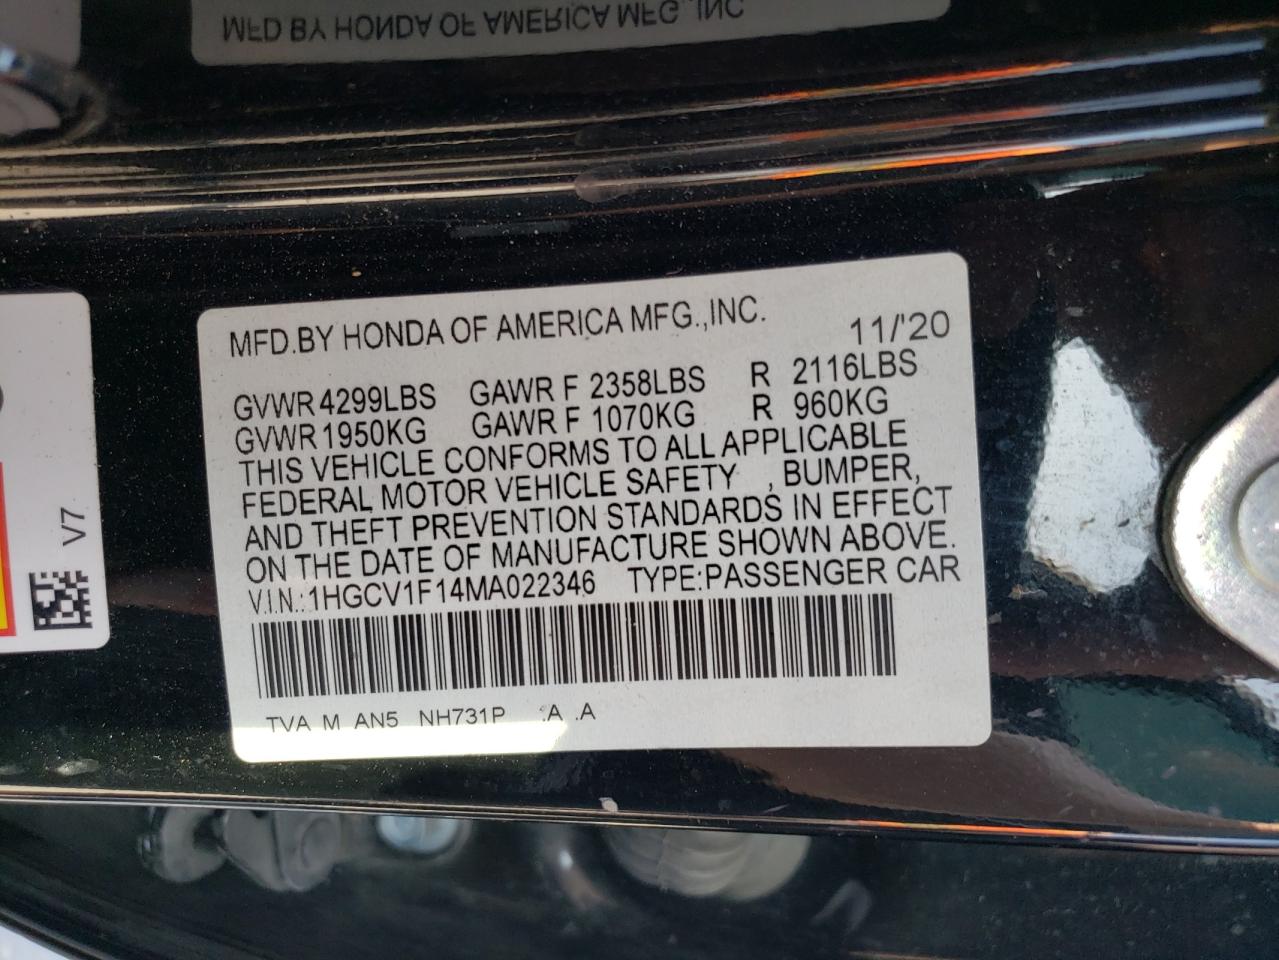 MFD BY HONDA OF AMERICA MFG.,INC
MFD.BY HONDA OF AMERICA MFG.,INC.
11/'20
GVWR 4299LBS GAWR F 2358LBS R 2116LBS
GVWR 1950KG GAWR F 1070KG R 960KG
THIS VEHICLE CONFORMS TO ALL APPLICABLE
FEDERAL MOTOR VEHICLE SAFETY , BUMPER,
AND THEFT PREVENTION STANDARDS IN EFFECT
ON THE DATE OF MANUFACTURE SHOWN ABOVE.
V.I.N.:1HGCV1F14MA022346 TYPE:PASSENGER CAR
TVA M AN5 NH731P .A .A
V7